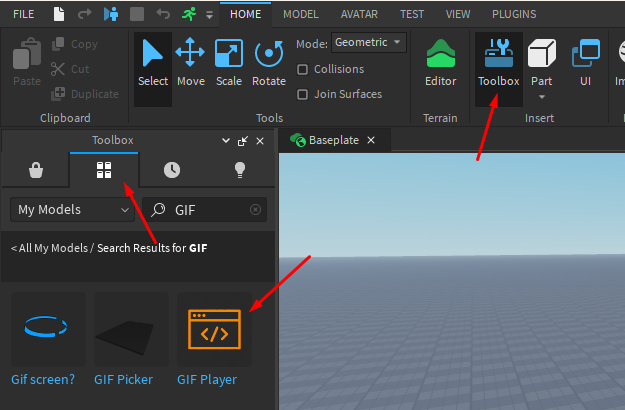 FILE HOME MODEL AVATAR TEST VIEW PLUGINS
Paste
Copy
Cut
Duplicate
Clipboard
Select Move Scale Rotate
Mode: Geometric
Collisions
Join Surfaces
Tools
Editor
Terrain
Toolbox Part UI
Insert
Toolbox
Baseplate
My Models GIF
< All My Models / Search Results for GIF
Gif screen? GIF Picker GIF Player